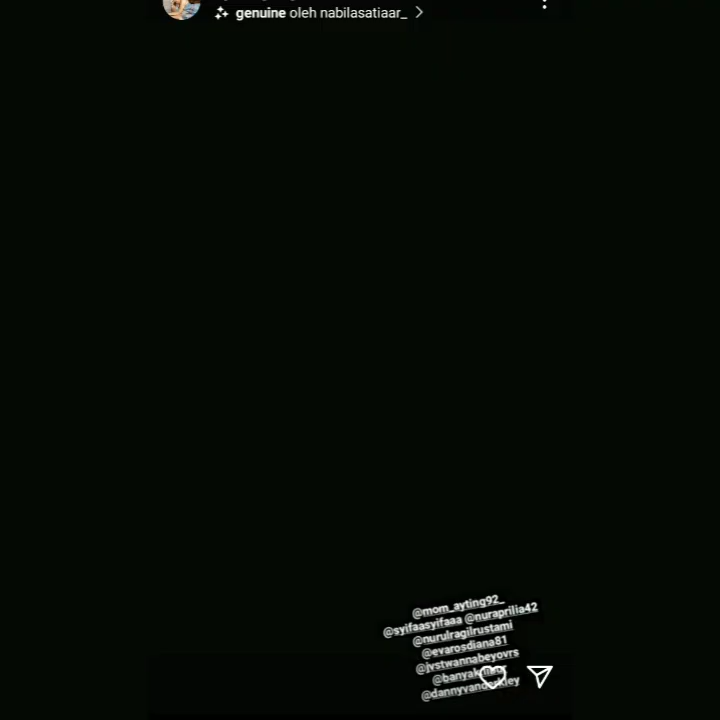 genuine oleh nabilasatiaar_
@mom_ayting92_
@syifaasyifaaa @nuraprilia42
@nurulragilrustami
@evarosdiana81
@jvstwannabeyovrs